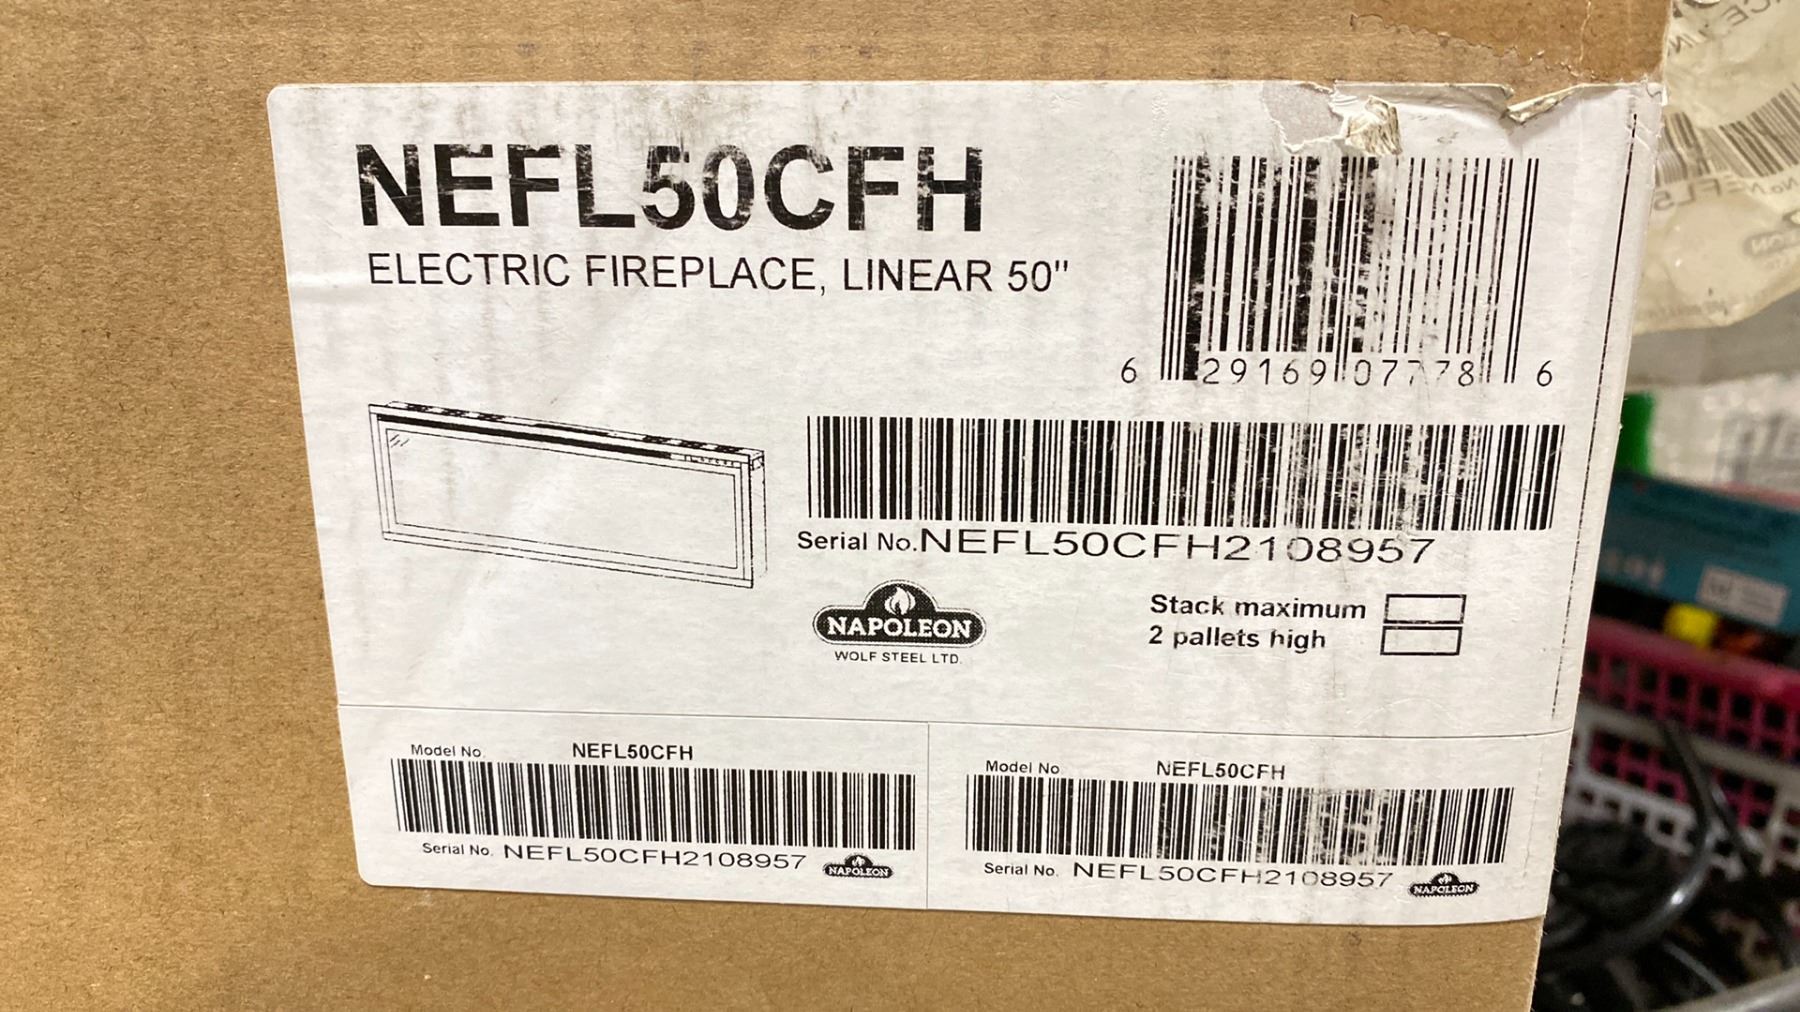 NEFL50CFH
ELECTRIC FIREPLACE, LINEAR 50"
6 29169 07778 6
Serial No. NEFL50CFH2108957
NAPOLEON
WOLF STEEL LTD.
Stack maximum
2 pallets high
Model No. NEFL50CFH
Serial No. NEFL50CFH2108957
NAPOLEON
Model No NEFL50CFH
Serial No. NEFL50CFH2108957
NAPOLEON